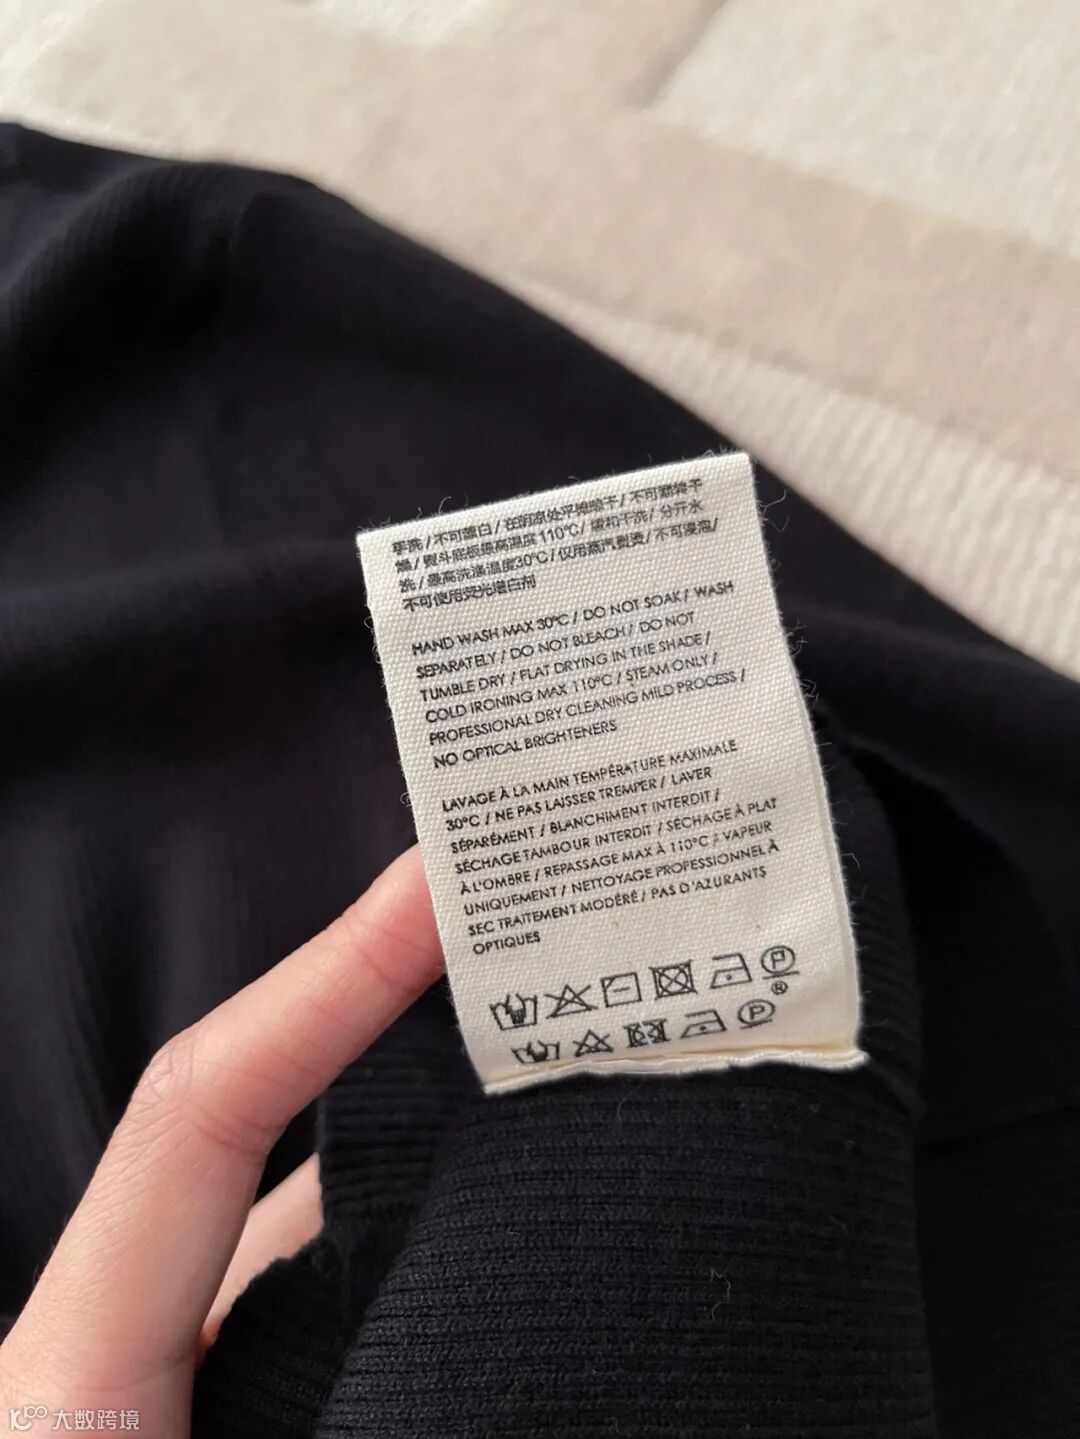 手洗/不可漂白/在阴凉处平摊晾干/不可翻转干
燥/熨斗底板最高温度110℃/缓和干洗/分开水
洗/最高洗涤温度30℃/仅用蒸汽熨烫/不可浸泡/
不可使用荧光增白剂
HAND WASH MAX 30°C / DO NOT SOAK / WASH
SEPARATELY / DO NOT BLEACH / DO NOT
TUMBLE DRY / FLAT DRYING IN THE SHADE /
COLD IRONING MAX 110°C / STEAM ONLY /
PROFESSIONAL DRY CLEANING MILD PROCESS /
NO OPTICAL BRIGHTENERS
LAVAGE À LA MAIN TEMPÉRATURE MAXIMALE
30°C / NE PAS LAISSER TREMPER / LAVER
SÉPARÉMENT / BLANCHIMENT INTERDIT /
SÉCHAGE TAMBOUR INTERDIT / SÉCHAGE À PLAT
À L'OMBRE / REPASSAGE MAX À 110°C / VAPEUR
UNIQUEMENT / NETTOYAGE PROFESSIONNEL À
SEC TRAITEMENT MODÉRÉ / PAS D'AZURANTS
OPTIQUES
P
®
P
大数跨境